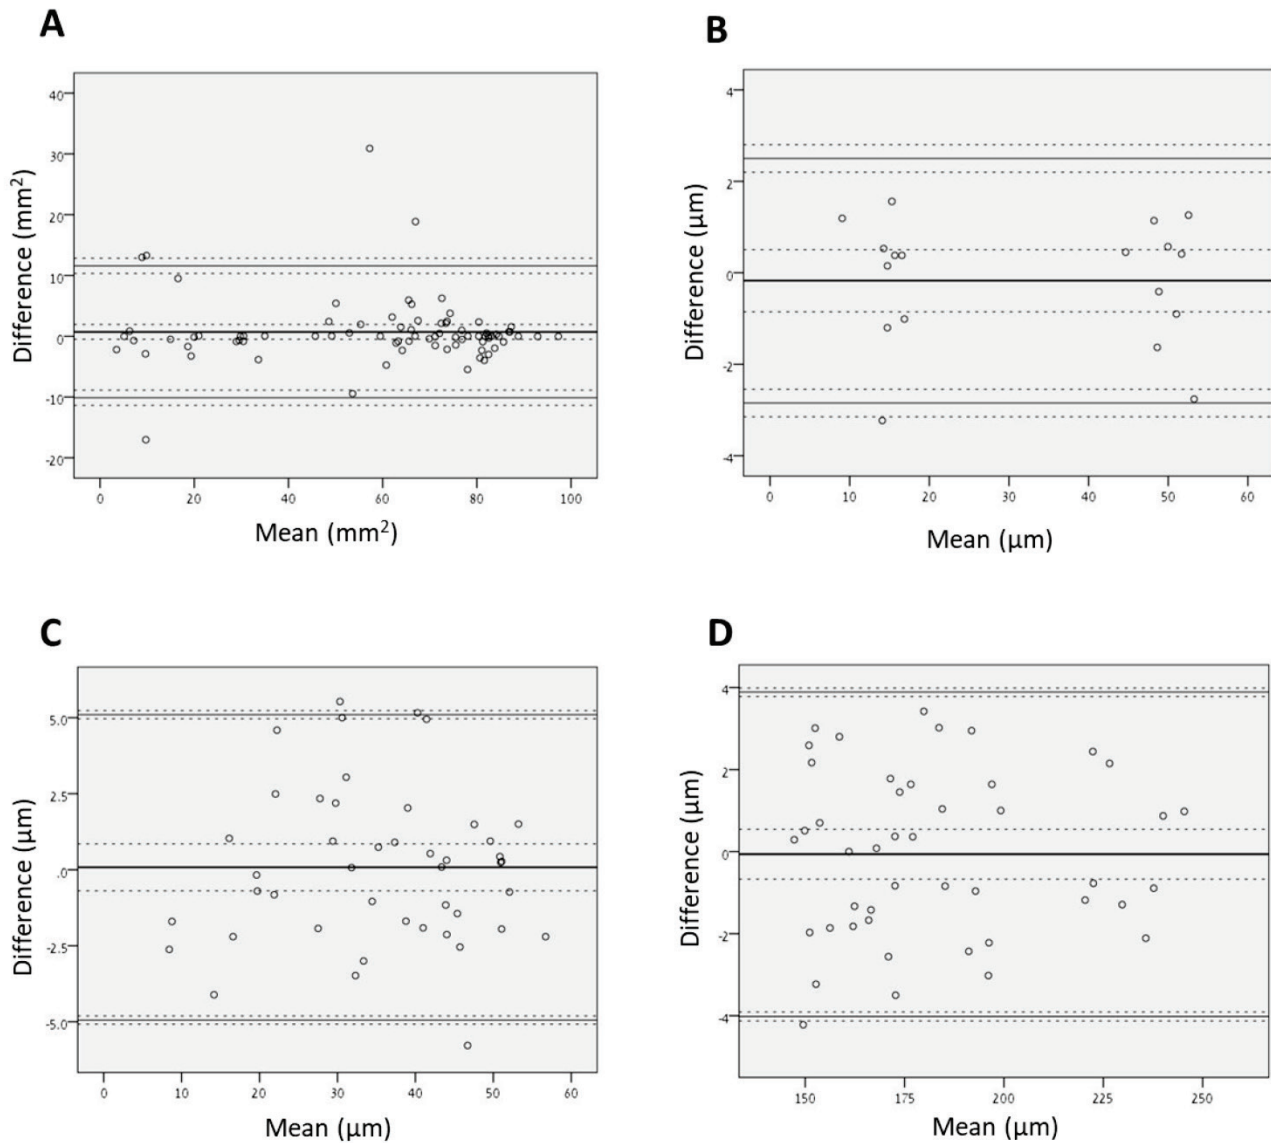 A
Difference (mm²)
40
30
20
10
0
-10
-20
0 20 40 60 80 100
Mean (mm²)
B
Difference (µm)
4
2
0
-2
-4
0 10 20 30 40 50 60
Mean (µm)
C
Difference (µm)
5.0
2.5
.0
-2.5
-5.0
0 10 20 30 40 50 60
Mean (µm)
D
Difference (µm)
4
2
0
-2
-4
150 175 200 225 250
Mean (µm)